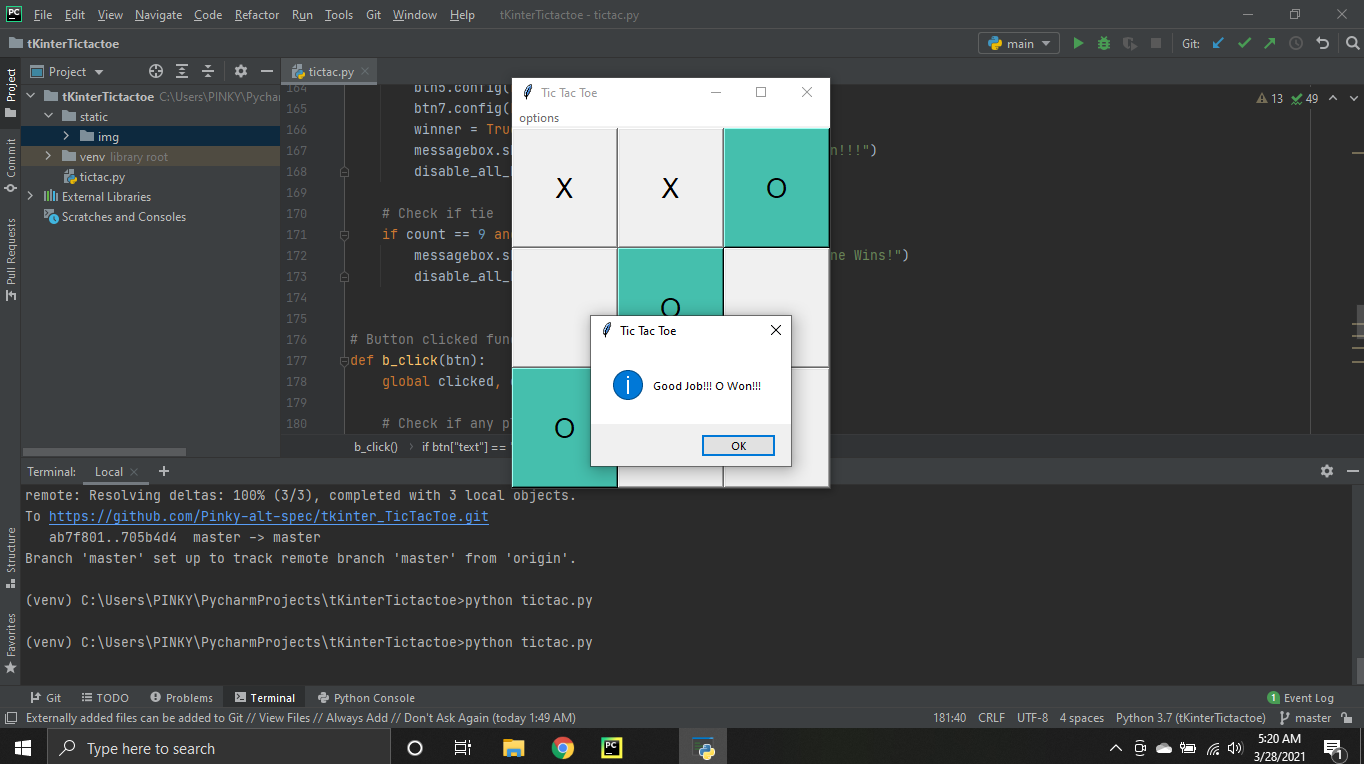 File Edit View Navigate Code Refactor Run Tools Git Window Help tKinterTictactoe - tictac.py
tKinterTictactoe main Git:
Project tictac.py
Tic Tac Toe
options
tKinterTictactoe C:\Users\PINKY\Pychar
static
img
venv library root
tictac.py
External Libraries
Scratches and Consoles
13 49
164 btn5.config(
165 btn7.config(
166 winner = Tru
167 messagebox.s n!!!")
168 disable_all_
169
170 # Check if tie
171 if count == 9 an
172 messagebox.s ne Wins!")
173 disable_all_
174
175
176 # Button clicked fun
177 def b_click(btn):
178 global clicked,
179
180 # Check if any p
b_click() if btn["text"] ==
X X O
O
O
Tic Tac Toe
Good Job!!! O Won!!!
OK
Project
Commit
Pull Requests
Structure
Favorites
Terminal: Local
remote: Resolving deltas: 100% (3/3), completed with 3 local objects.
To https://github.com/Pinky-alt-spec/tkinter_TicTacToe.git
ab7f801..705b4d4 master -> master
Branch 'master' set up to track remote branch 'master' from 'origin'.
(venv) C:\Users\PINKY\PycharmProjects\tKinterTictactoe>python tictac.py
(venv) C:\Users\PINKY\PycharmProjects\tKinterTictactoe>python tictac.py
Git TODO Problems Terminal Python Console 1 Event Log
Externally added files can be added to Git // View Files // Always Add // Don't Ask Again (today 1:49 AM) 181:40 CRLF UTF-8 4 spaces Python 3.7 (tKinterTictactoe) master
Type here to search
5:20 AM
3/28/2021
1